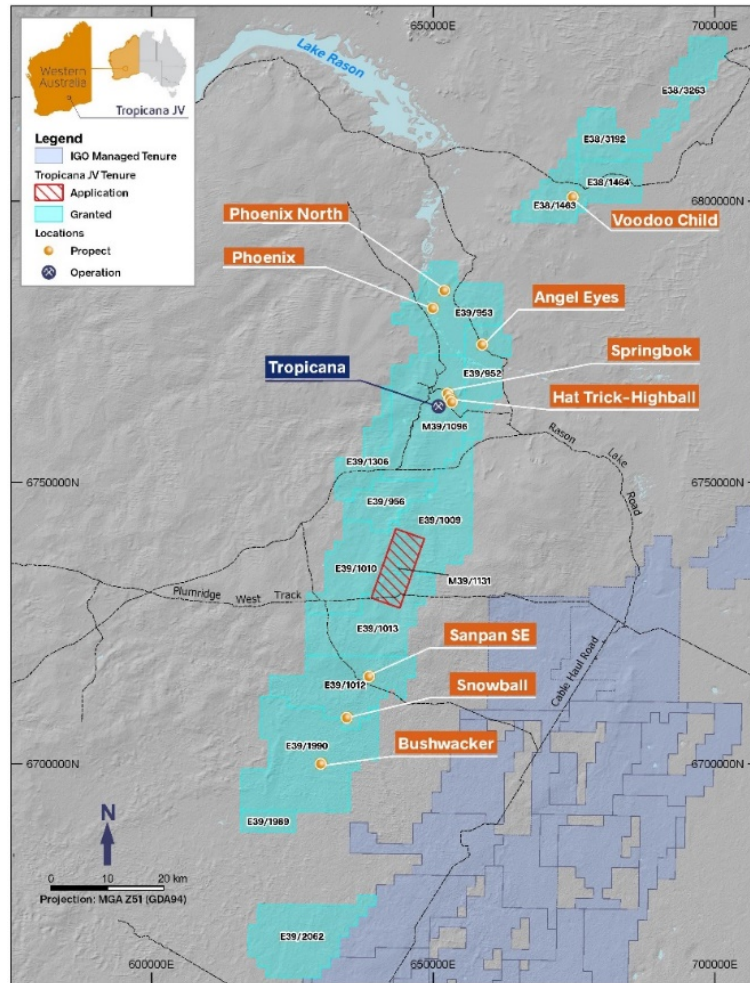 650000E
700000E
Western
Australia
Tropicana JV
Lake Rason
Legend
IGO Managed Tenure
Tropicana JV Tenure
Application
Granted
Locations
Propect
Operation
E38/3263
E38/3192
E38/1464
E38/1463
6800000N
6800000N
Voodoo Child
Phoenix North
Phoenix
E39/953
Angel Eyes
Springbok
Tropicana
E39/952
Hat Trick-Highball
M39/1096
Rason Lake Road
E39/1306
6750000N
6750000N
E39/956
E39/1009
E39/1010
M39/1131
Plumridge West Track
E39/1013
Sanpan SE
Cable Haul Road
E39/1012
Snowball
E39/1990
Bushwacker
6700000N
6700000N
E39/1989
N
0 10 20 km
Projection: MGA Z51 (GDA94)
E39/2062
600000E
650000E
700000E